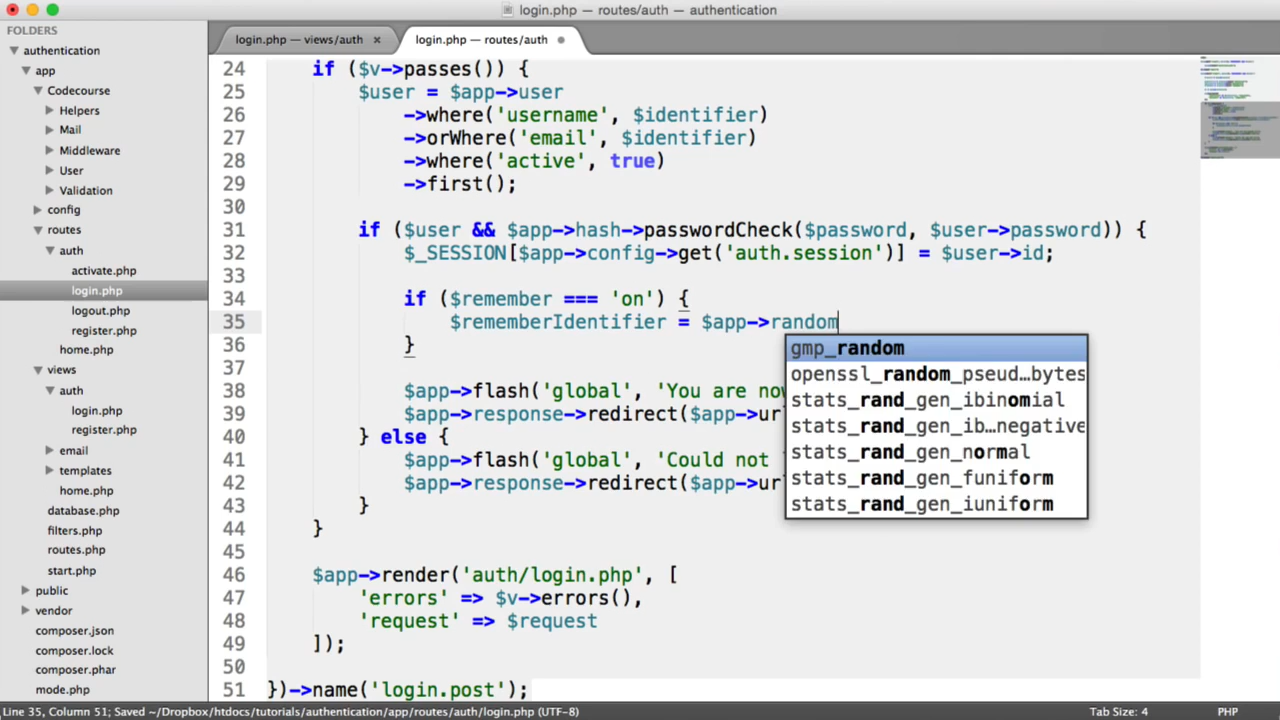 login.php — routes/auth — authentication
FOLDERS
authentication
app
Codecourse
Helpers
Mail
Middleware
User
Validation
config
routes
auth
activate.php
login.php
logout.php
register.php
home.php
views
auth
login.php
register.php
email
templates
home.php
database.php
filters.php
routes.php
start.php
public
vendor
composer.json
composer.lock
composer.phar
mode.php
login.php — views/auth ×
login.php — routes/auth
24 if ($v->passes()) {
25 $user = $app->user
26 ->where('username', $identifier)
27 ->orWhere('email', $identifier)
28 ->where('active', true)
29 ->first();
30
31 if ($user && $app->hash->passwordCheck($password, $user->password)) {
32 $_SESSION[$app->config->get('auth.session')] = $user->id;
33
34 if ($remember === 'on') {
35 $rememberIdentifier = $app->random
36 }
37
38 $app->flash('global', 'You are now
39 $app->response->redirect($app->ur
40 } else {
41 $app->flash('global', 'Could not
42 $app->response->redirect($app->ur
43 }
44 }
45
46 $app->render('auth/login.php', [
47 'errors' => $v->errors(),
48 'request' => $request
49 ]);
50
51 })->name('login.post');
gmp_random
openssl_random_pseud…bytes
stats_rand_gen_ibinomial
stats_rand_gen_ib…negative
stats_rand_gen_normal
stats_rand_gen_funiform
stats_rand_gen_iuniform
Line 35, Column 51; Saved ~/Dropbox/htdocs/tutorials/authentication/app/routes/auth/login.php (UTF-8)
Tab Size: 4
PHP